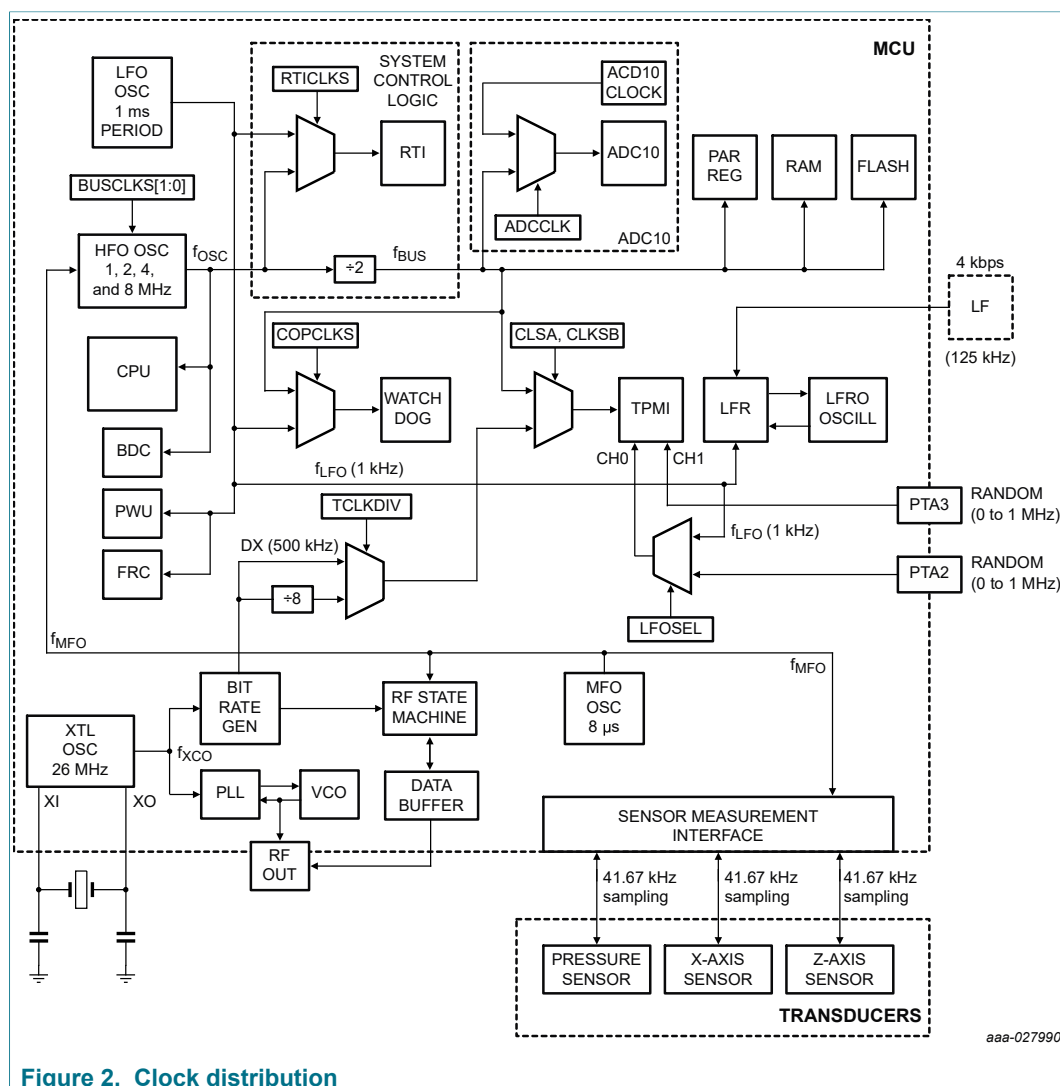 MCU
LFO
OSC
1 ms
PERIOD
SYSTEM
CONTROL
LOGIC
RTICLKS
RTI
ACD10
CLOCK
ADC10
ADCCLK
ADC10
PAR
REG
RAM
FLASH
BUSCLKS[1:0]
HFO OSC
1, 2, 4,
and 8 MHz
fOSC
÷2
fBUS
4 kbps
LF
(125 kHz)
CPU
COPCLKS
WATCH
DOG
CLSA, CLKSB
TPMI
LFR
LFRO
OSCILL
BDC
CH0
CH1
fLFO (1 kHz)
PWU
TCLKDIV
PTA3
RANDOM
(0 to 1 MHz)
DX (500 kHz)
fLFO (1 kHz)
FRC
÷8
PTA2
RANDOM
(0 to 1 MHz)
LFOSEL
fMFO
fMFO
BIT
RATE
GEN
RF STATE
MACHINE
MFO
OSC
8 µs
XTL
OSC
26 MHz
fXCO
XI
XO
PLL
VCO
DATA
BUFFER
SENSOR MEASUREMENT
INTERFACE
RF
OUT
41.67 kHz
sampling
41.67 kHz
sampling
41.67 kHz
sampling
PRESSURE
SENSOR
X-AXIS
SENSOR
Z-AXIS
SENSOR
TRANSDUCERS
aaa-027990
Figure 2. Clock distribution